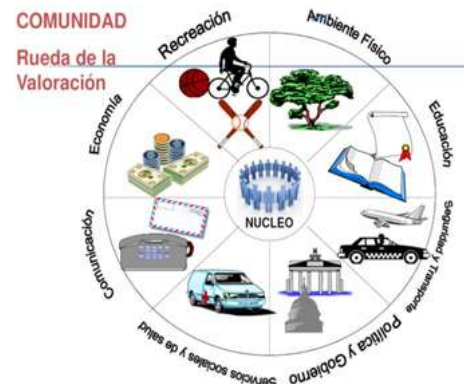 COMUNIDAD
Rueda de la
Valoración
Recreación
Ambiente Físico
Educación
Seguridad y Transporte
Política y Gobierno
Servicios sociales y de salud
Comunicación
Economía
NUCLEO